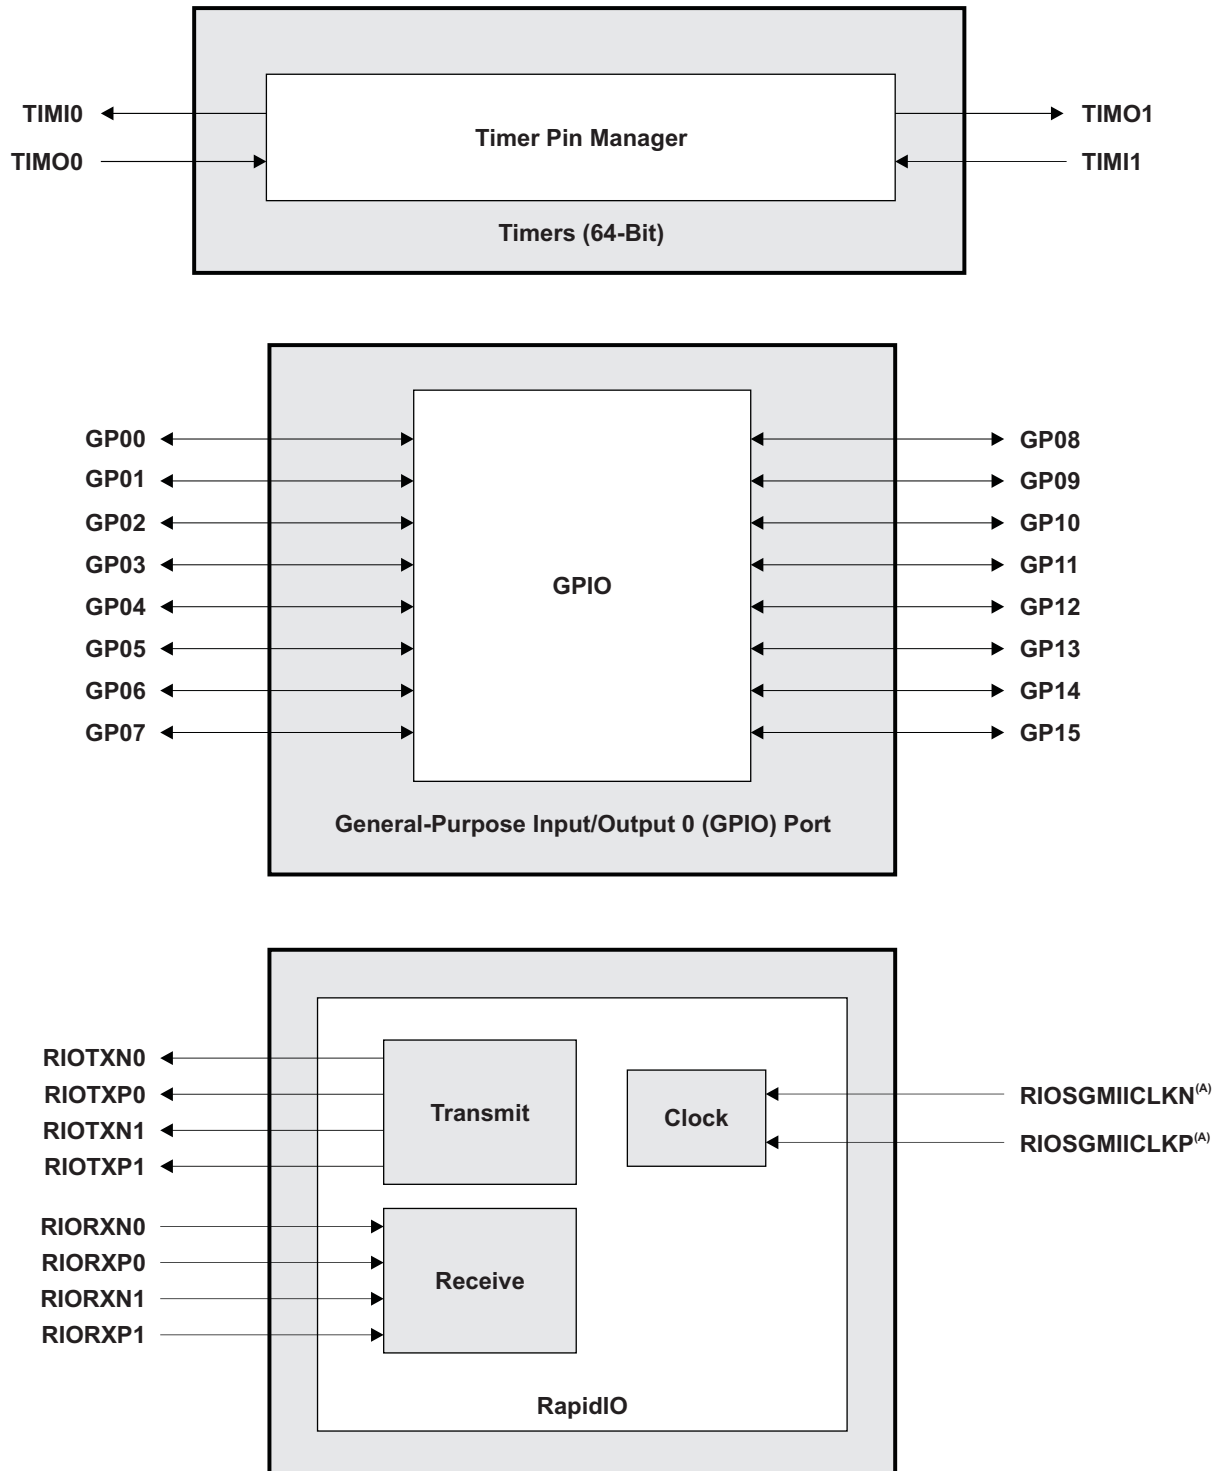 TIMI0
TIMO0
Timer Pin Manager
TIMO1
TIMI1
Timers (64-Bit)
GP00
GP01
GP02
GP03
GP04
GP05
GP06
GP07
GPIO
GP08
GP09
GP10
GP11
GP12
GP13
GP14
GP15
General-Purpose Input/Output 0 (GPIO) Port
RIOTXN0
RIOTXP0
RIOTXN1
RIOTXP1
Transmit
Clock
RIOSGMIICLKN(A)
RIOSGMIICLKP(A)
RIORXN0
RIORXP0
RIORXN1
RIORXP1
Receive
RapidIO